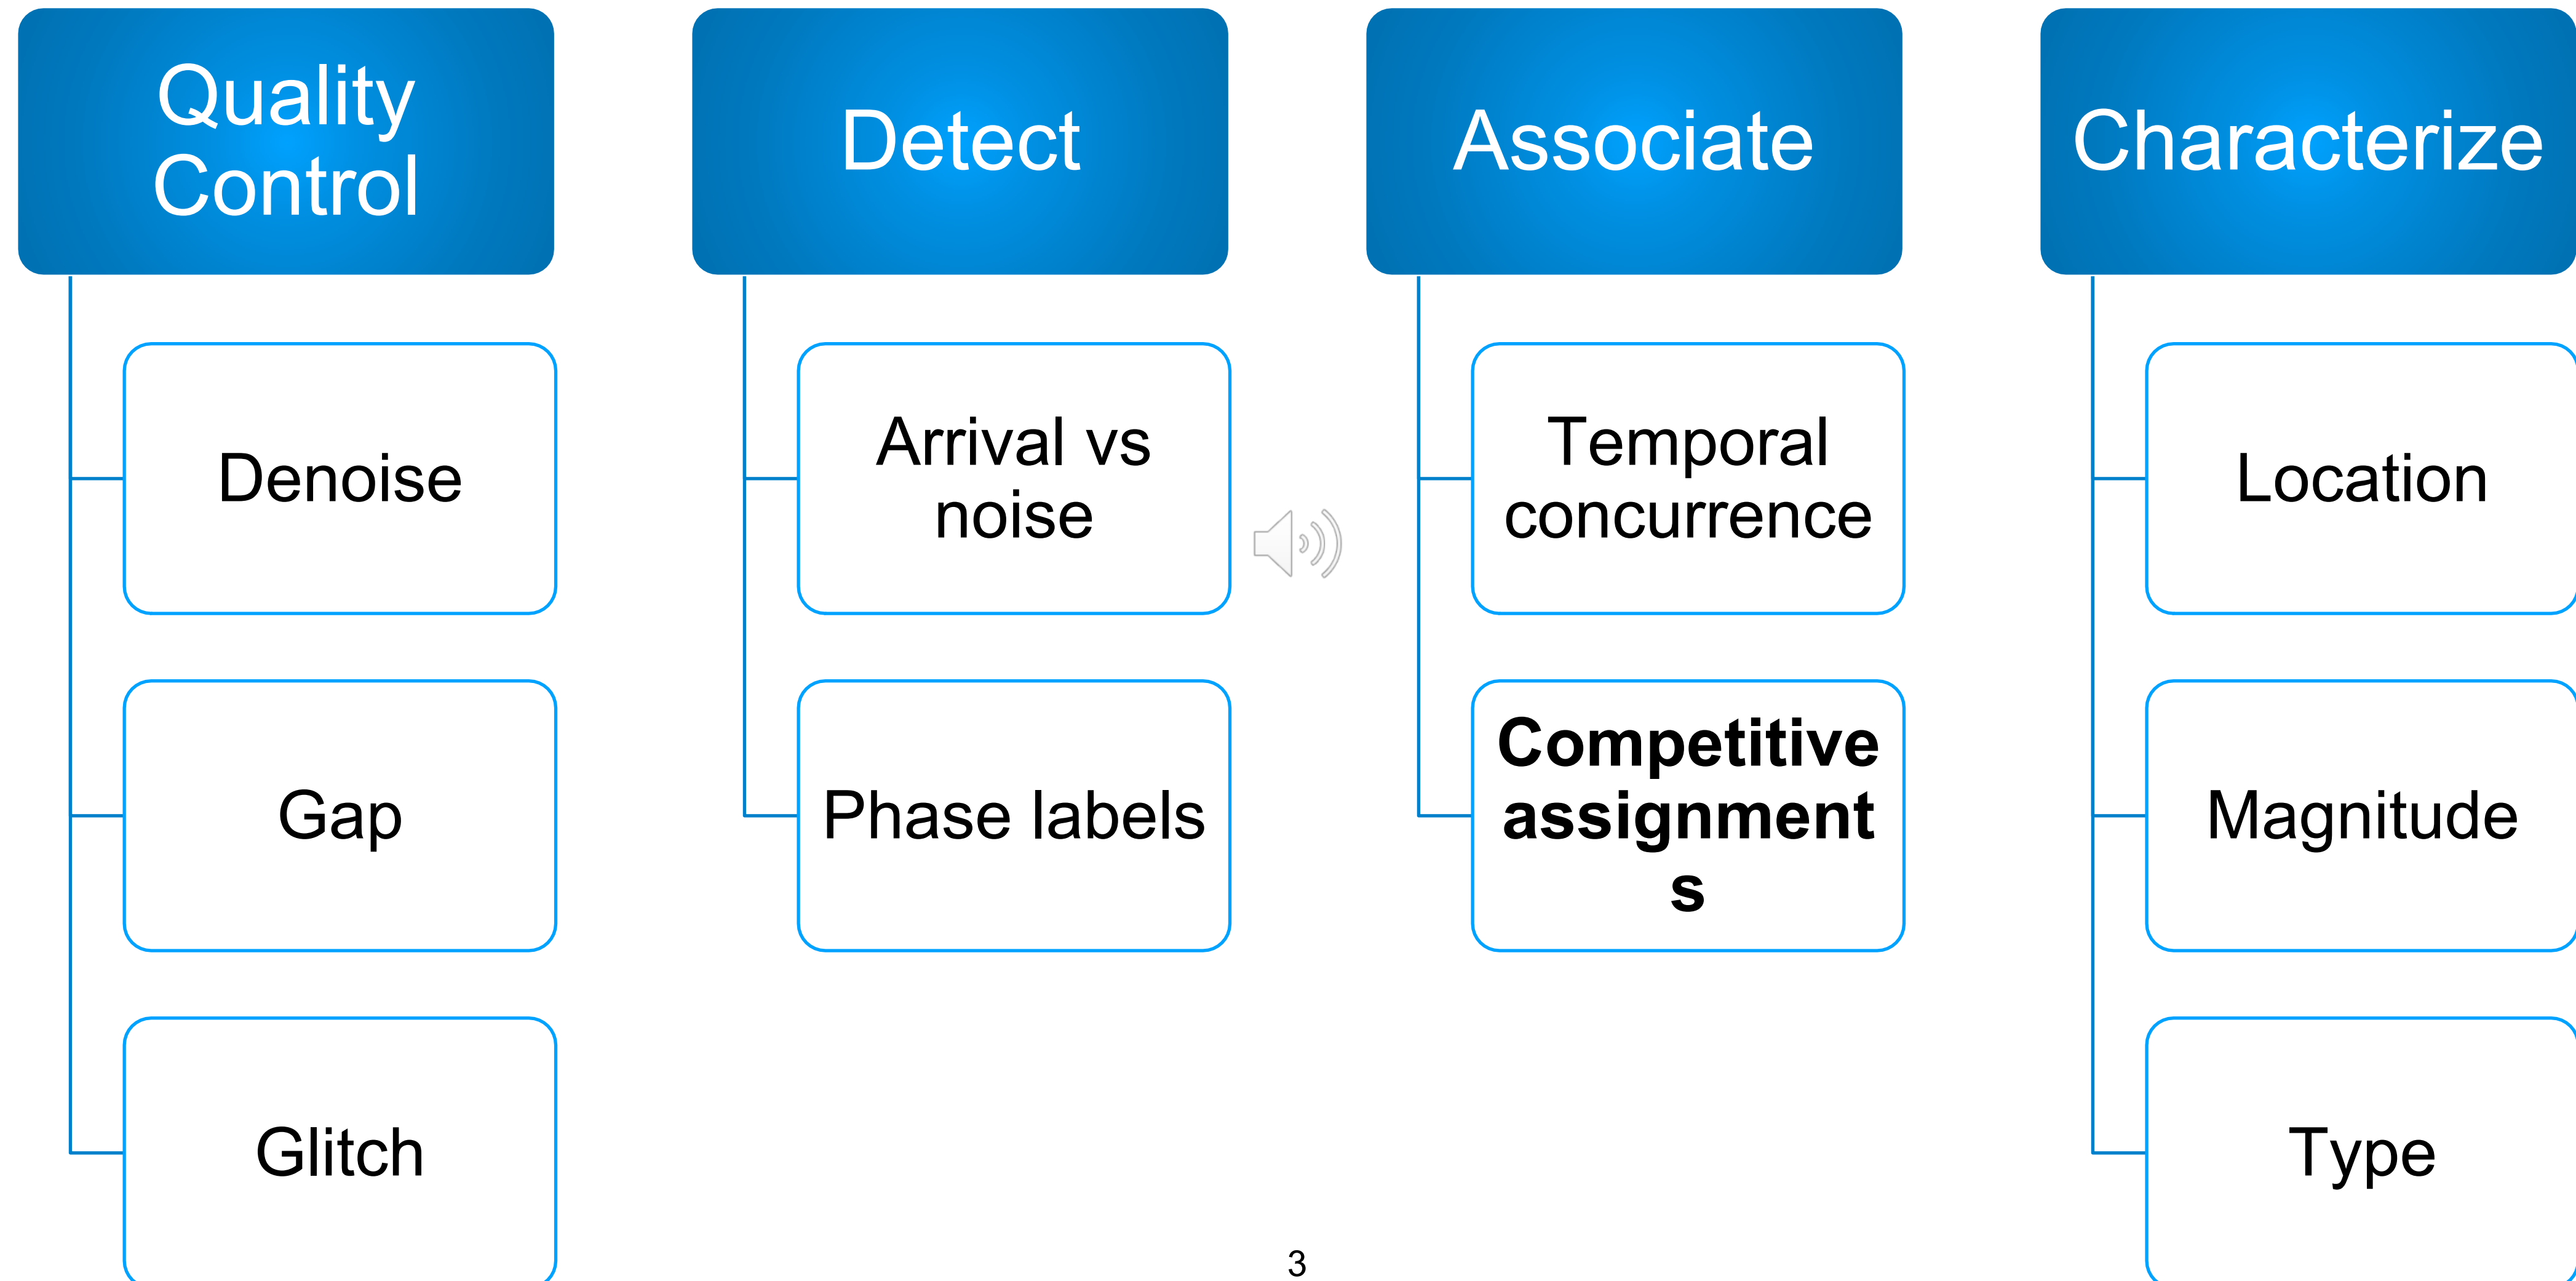 Quality
Control
Denoise
Gap
Glitch
Detect
Arrival vs
noise
Phase labels
Associate
Temporal
concurrence
Competitive
assignment
s
Characterize
Location
Magnitude
Type
3